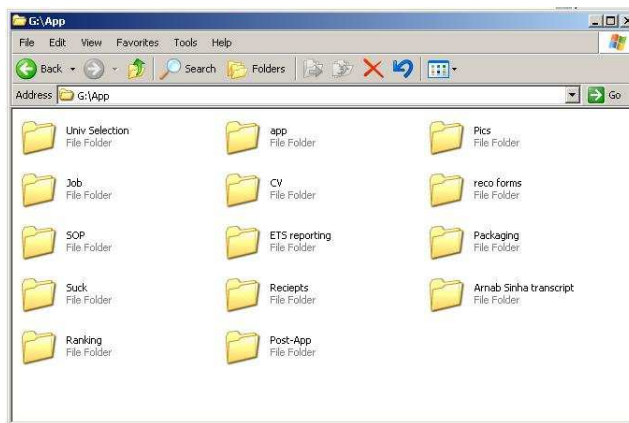 G:\App
File Edit View Favorites Tools Help
Back Search Folders
Address G:\App Go
Univ Selection app Pics
File Folder File Folder File Folder
Job CV reco forms
File Folder File Folder File Folder
SOP ETS reporting Packaging
File Folder File Folder File Folder
Suck Reciepts Arnab Sinha transcript
File Folder File Folder File Folder
Ranking Post-App
File Folder File Folder